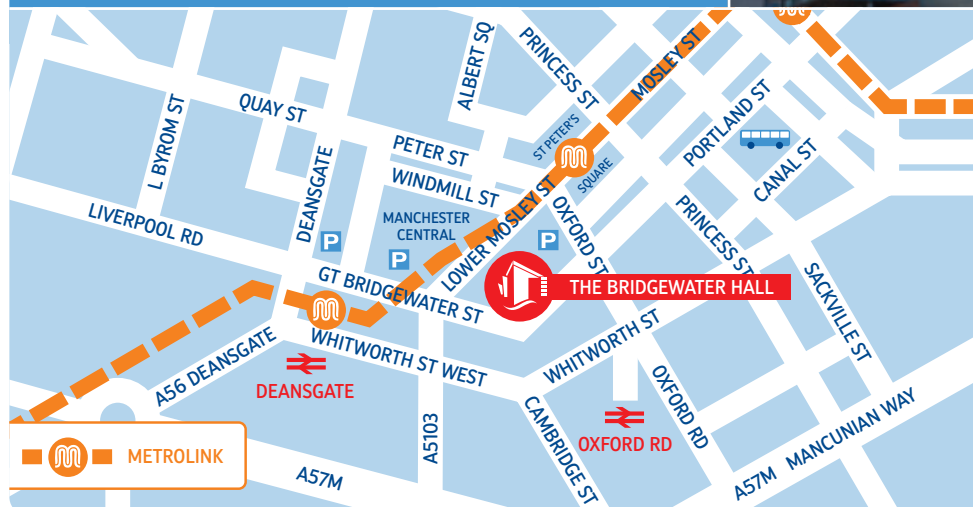 PRINCESS ST
MOSLEY ST
ALBERT SQ
QUAY ST
L BYROM ST
PETER ST
ST PETER'S
SQUARE
PORTLAND ST
CANAL ST
WINDMILL ST
DEANSGATE
LIVERPOOL RD
MANCHESTER
CENTRAL
LOWER MOSLEY ST
OXFORD ST
PRINCESS ST
P
P
P
GT BRIDGEWATER ST
THE BRIDGEWATER HALL
SACKVILLE ST
WHITWORTH ST
WHITWORTH ST WEST
A56 DEANSGATE
DEANSGATE
OXFORD RD
OXFORD RD
CAMBRIDGE ST
A5103
A57M MANCUNIAN WAY
METROLINK
A57M